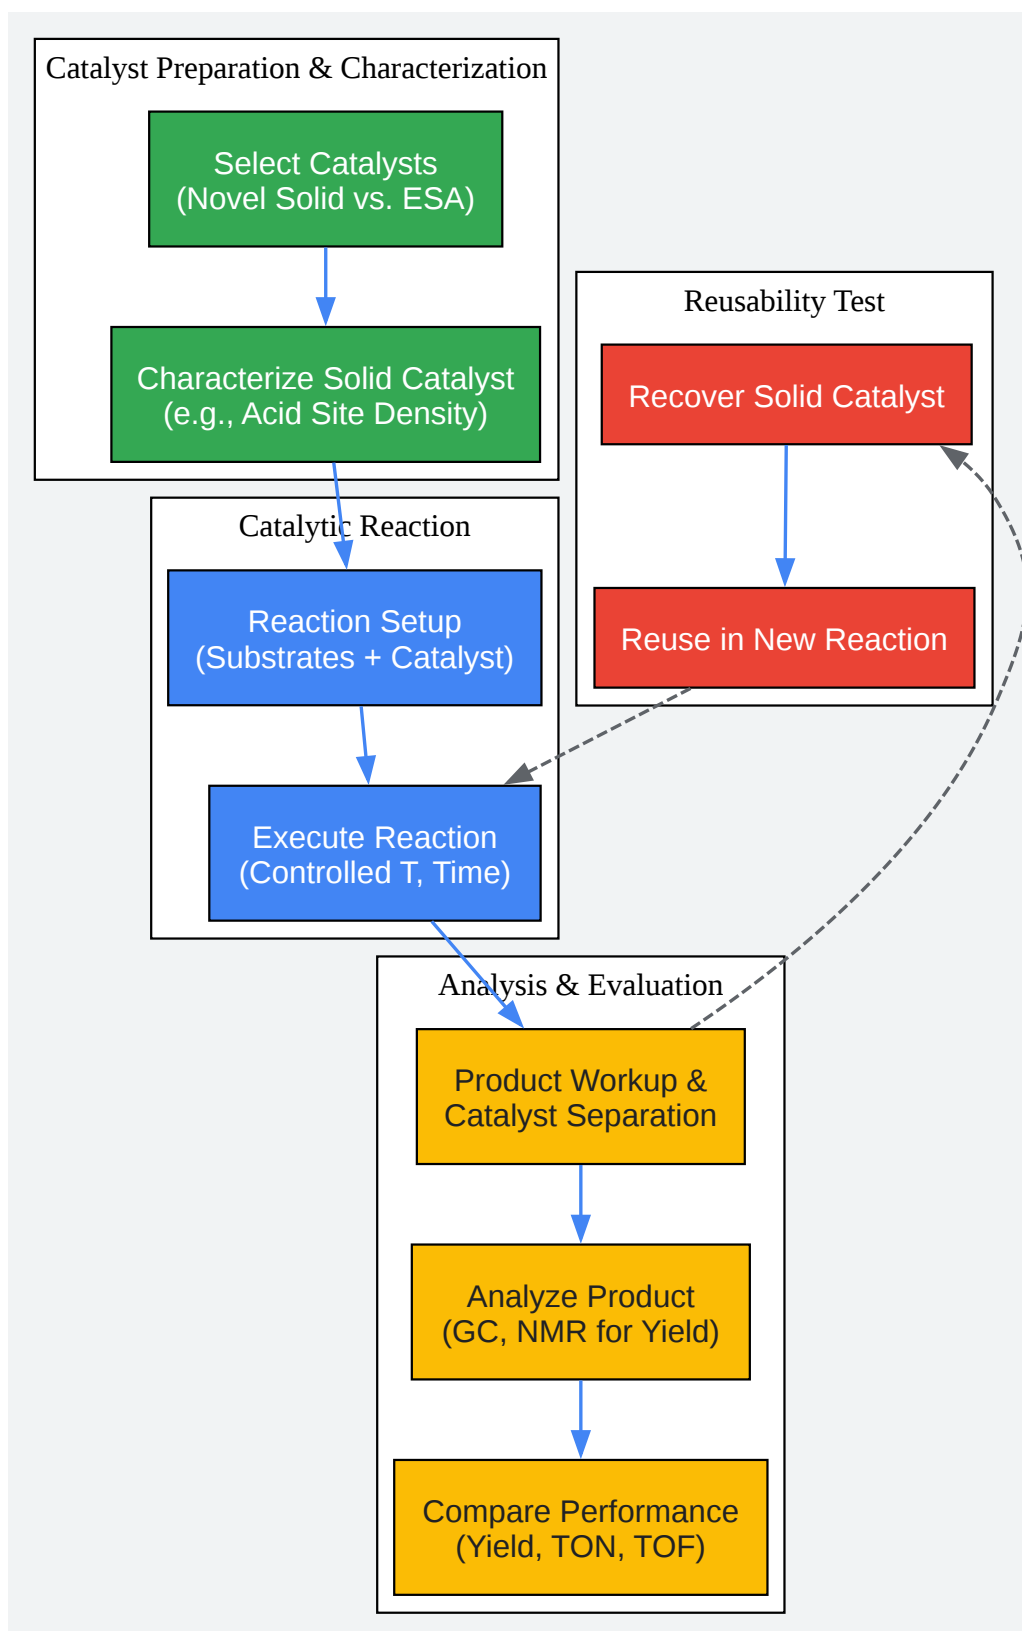 Catalyst Preparation & Characterization
Select Catalysts
(Novel Solid vs. ESA)
Characterize Solid Catalyst
(e.g., Acid Site Density)
Reusability Test
Recover Solid Catalyst
Reuse in New Reaction
Catalytic Reaction
Reaction Setup
(Substrates + Catalyst)
Execute Reaction
(Controlled T, Time)
Analysis & Evaluation
Product Workup &
Catalyst Separation
Analyze Product
(GC, NMR for Yield)
Compare Performance
(Yield, TON, TOF)